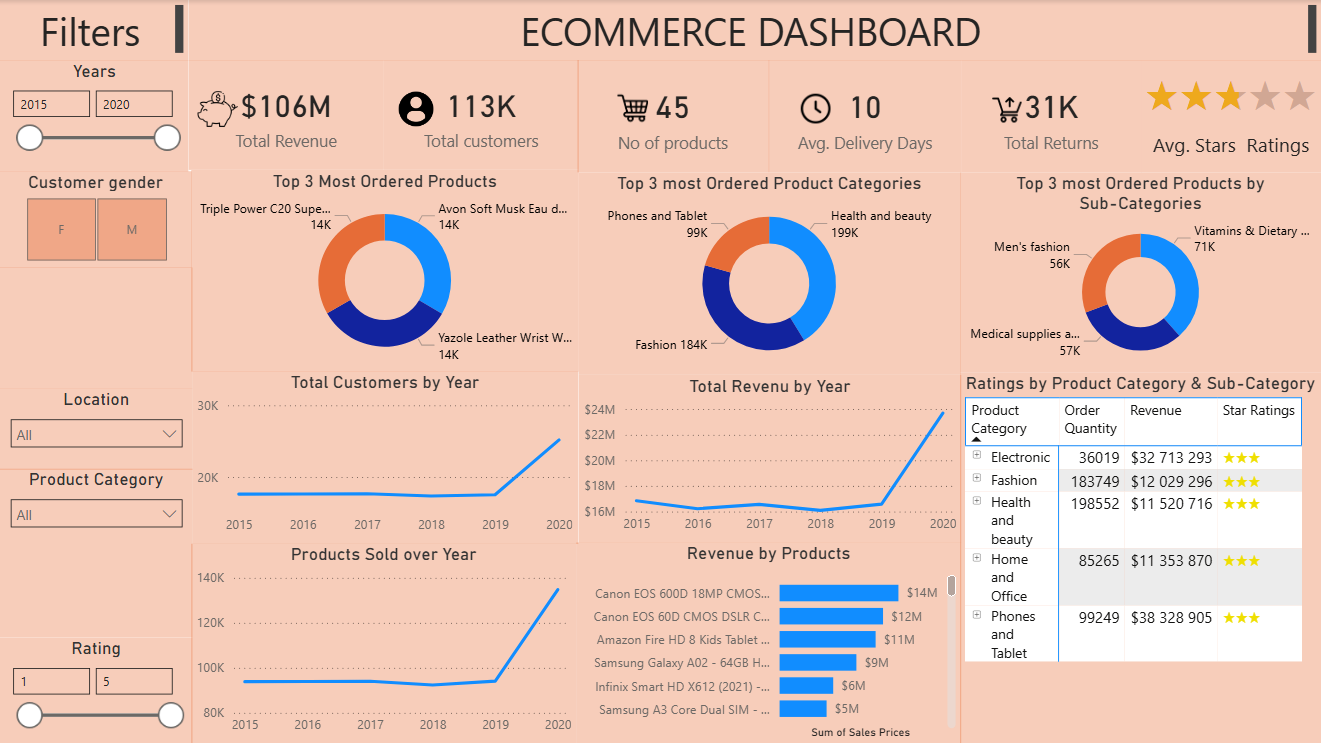 Filters
ECOMMERCE DASHBOARD
Years
2015
2020
$106M
Total Revenue
113K
Total customers
45
No of products
10
Avg. Delivery Days
31K
Total Returns
Avg. Stars Ratings
Customer gender
F
M
Location
All
Product Category
All
Rating
1
5
Top 3 Most Ordered Products
Triple Power C20 Supe...
14K
Avon Soft Musk Eau d...
14K
Yazole Leather Wrist W...
14K
Top 3 most Ordered Product Categories
Phones and Tablet
99K
Health and beauty
199K
Fashion 184K
Top 3 most Ordered Products by
Sub-Categories
Vitamins & Dietary ...
71K
Men's fashion
56K
Medical supplies a...
57K
Total Customers by Year
30K
20K
2015 2016 2017 2018 2019 2020
Total Revenu by Year
$24M
$22M
$20M
$18M
$16M
2015 2016 2017 2018 2019 2020
Ratings by Product Category & Sub-Category
Product Category Order Quantity Revenue Star Ratings
Electronic 36019 $32 713 293
Fashion 183749 $12 029 296
Health and beauty 198552 $11 520 716
Home and Office 85265 $11 353 870
Phones and Tablet 99249 $38 328 905
Products Sold over Year
140K
120K
100K
80K
2015 2016 2017 2018 2019 2020
Revenue by Products
Canon EOS 600D 18MP CMOS... $14M
Canon EOS 60D CMOS DSLR C... $12M
Amazon Fire HD 8 Kids Tablet ... $11M
Samsung Galaxy A02 - 64GB H... $9M
Infinix Smart HD X612 (2021) -... $6M
Samsung A3 Core Dual SIM - ... $5M
Sum of Sales Prices